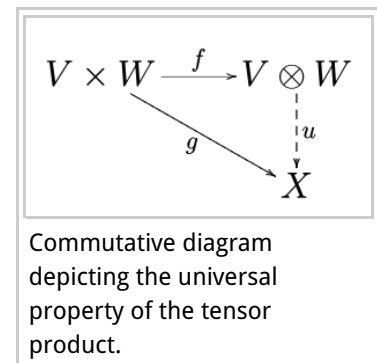 V × W f V ⊗ W
u
g
X
Commutative diagram
depicting the universal
property of the tensor
product.